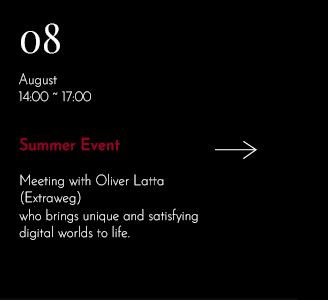 08
August
14:00 ~ 17:00
Summer Event
Meeting with Oliver Latta
(Extraweg)
who brings unique and satisfying
digital worlds to life.